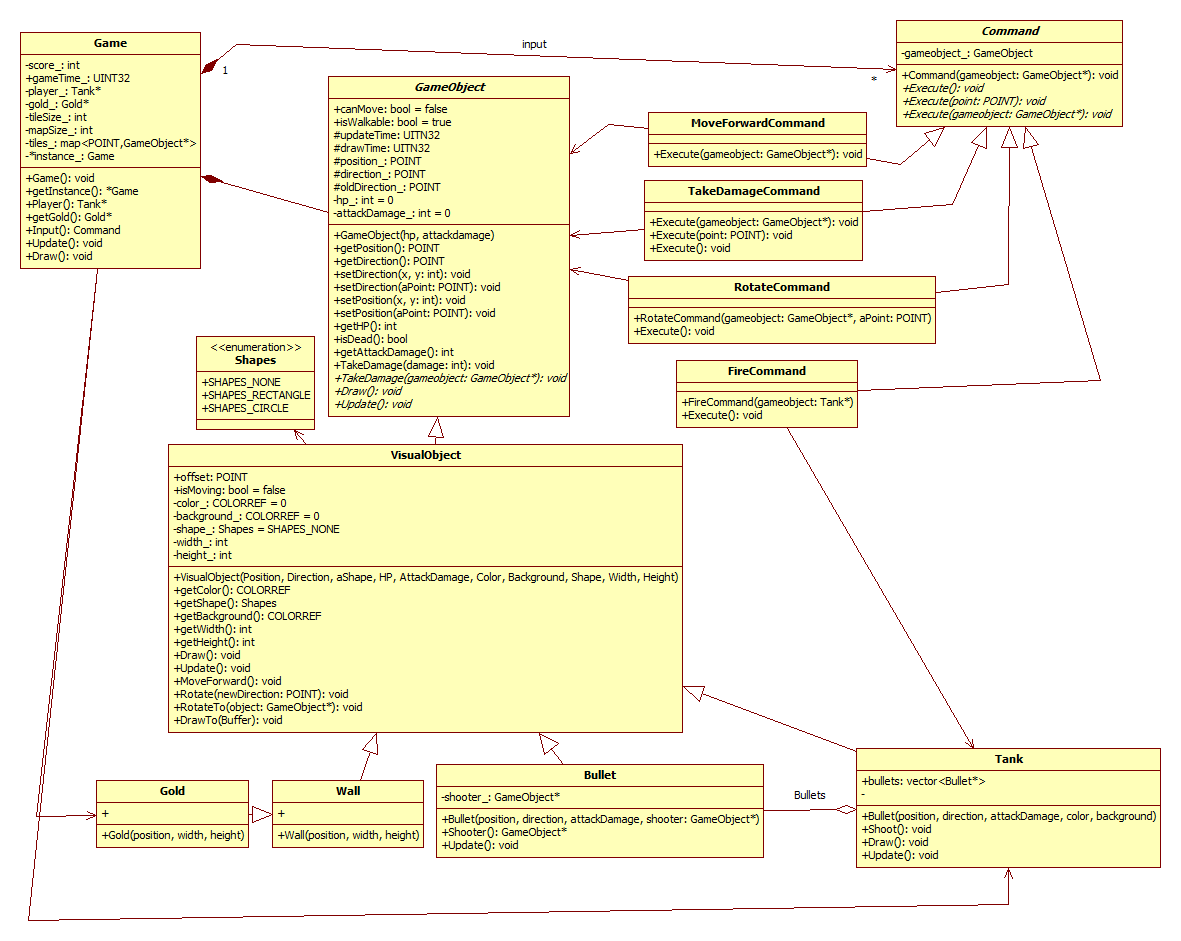 Game
-score_: int
+gameTime_: UINT32
-player_: Tank*
-gold_: Gold*
-tileSize_: int
-mapSize_: int
-tiles_: map<POINT,GameObject*>
-*instance_: Game
+Game(): void
+getInstance(): *Game
+Player(): Tank*
+getGold(): Gold*
+Input(): Command
+Update(): void
+Draw(): void
1
input
*
Command
-gameobject_: GameObject
+Command(gameobject: GameObject*): void
+Execute(): void
+Execute(point: POINT): void
+Execute(gameobject: GameObject*): void
GameObject
+canMove: bool = false
+isWalkable: bool = true
#updateTime: UITN32
#drawTime: UITN32
#position_: POINT
#direction_: POINT
#oldDirection_: POINT
-hp_: int = 0
-attackDamage_: int = 0
+GameObject(hp, attackdamage)
+getPosition(): POINT
+getDirection(): POINT
+setDirection(x, y: int): void
+setDirection(aPoint: POINT): void
+setPosition(x, y: int): void
+setPosition(aPoint: POINT): void
+getHP(): int
+isDead(): bool
+getAttackDamage(): int
+TakeDamage(damage: int): void
+TakeDamage(gameobject: GameObject*): void
+Draw(): void
+Update(): void
MoveForwardCommand
+Execute(gameobject: GameObject*): void
TakeDamageCommand
+Execute(gameobject: GameObject*): void
+Execute(point: POINT): void
+Execute(): void
RotateCommand
+RotateCommand(gameobject: GameObject*, aPoint: POINT)
+Execute(): void
FireCommand
+FireCommand(gameobject: Tank*)
+Execute(): void
<<enumeration>>
Shapes
+SHAPES_NONE
+SHAPES_RECTANGLE
+SHAPES_CIRCLE
VisualObject
+offset: POINT
+isMoving: bool = false
-color_: COLORREF = 0
-background_: COLORREF = 0
-shape_: Shapes = SHAPES_NONE
-width_: int
-height_: int
+VisualObject(Position, Direction, aShape, HP, AttackDamage, Color, Background, Shape, Width, Height)
+getColor(): COLORREF
+getShape(): Shapes
+getBackground(): COLORREF
+getWidth(): int
+getHeight(): int
+Draw(): void
+Update(): void
+MoveForward(): void
+Rotate(newDirection: POINT): void
+RotateTo(object: GameObject*): void
+DrawTo(Buffer): void
Gold
+
+Gold(position, width, height)
Wall
+
+Wall(position, width, height)
Bullet
-shooter_: GameObject*
+Bullet(position, direction, attackDamage, shooter: GameObject*)
+Shooter(): GameObject*
+Update(): void
Bullets
Tank
+bullets: vector<Bullet*>
-
+Bullet(position, direction, attackDamage, color, background)
+Shoot(): void
+Draw(): void
+Update(): void